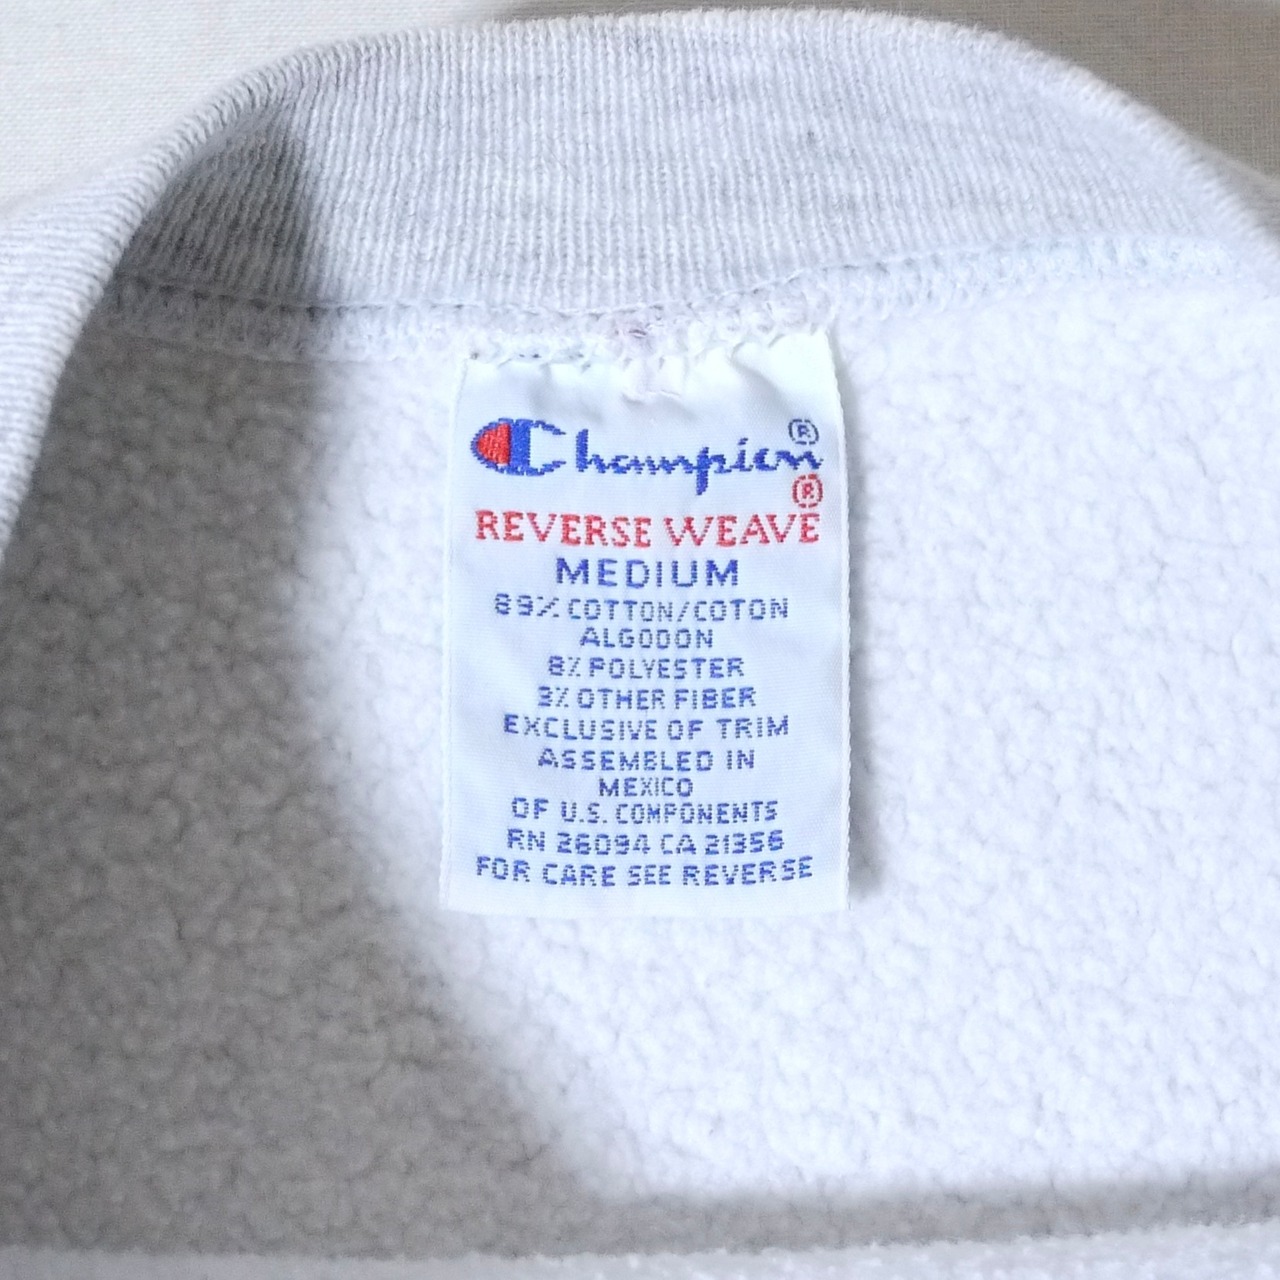 Champion®
®
REVERSE WEAVE
MEDIUM
89% COTTON/COTON
ALGODON
8% POLYESTER
3% OTHER FIBER
EXCLUSIVE OF TRIM
ASSEMBLED IN
MEXICO
OF U.S. COMPONENTS
RN 26094 CA 21356
FOR CARE SEE REVERSE